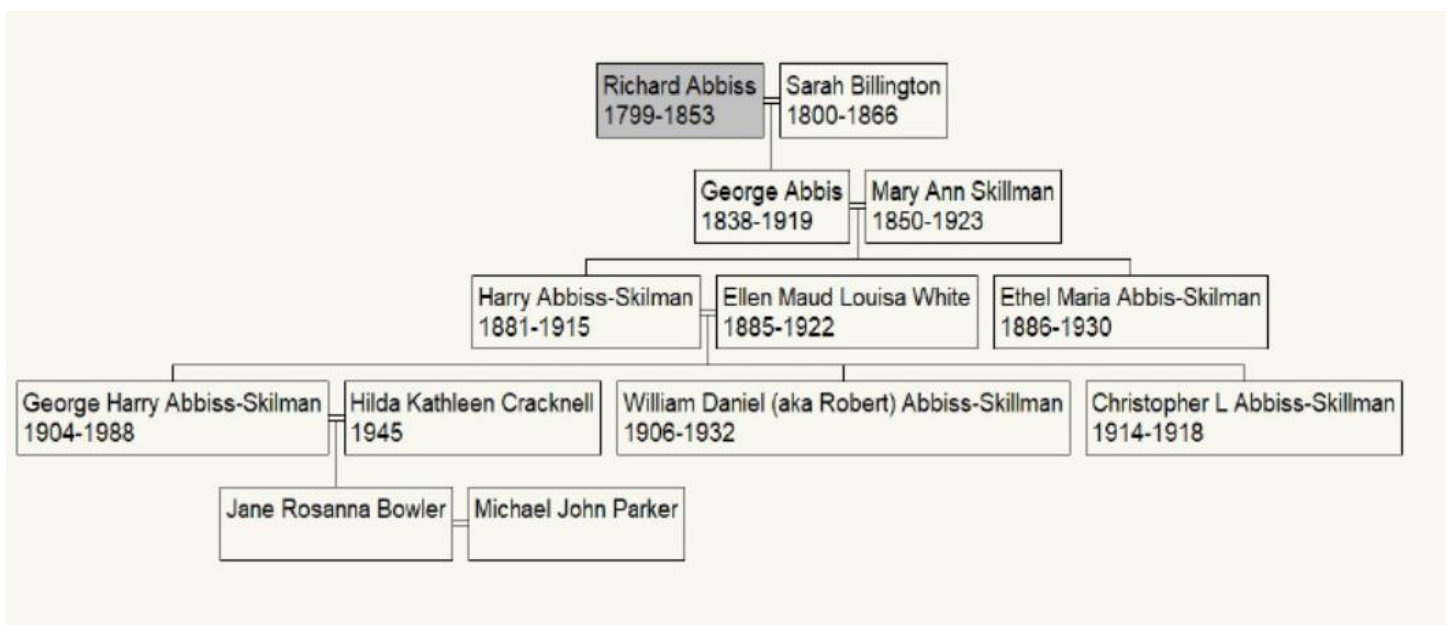 Richard Abbiss
1799-1853
Sarah Billington
1800-1866
George Abbis
1838-1919
Mary Ann Skillman
1850-1923
Harry Abbiss-Skilman
1881-1915
Ellen Maud Louisa White
1885-1922
Ethel Maria Abbis-Skilman
1886-1930
George Harry Abbiss-Skilman
1904-1988
Hilda Kathleen Cracknell
1945
William Daniel (aka Robert) Abbiss-Skillman
1906-1932
Christopher L Abbiss-Skillman
1914-1918
Jane Rosanna Bowler
Michael John Parker